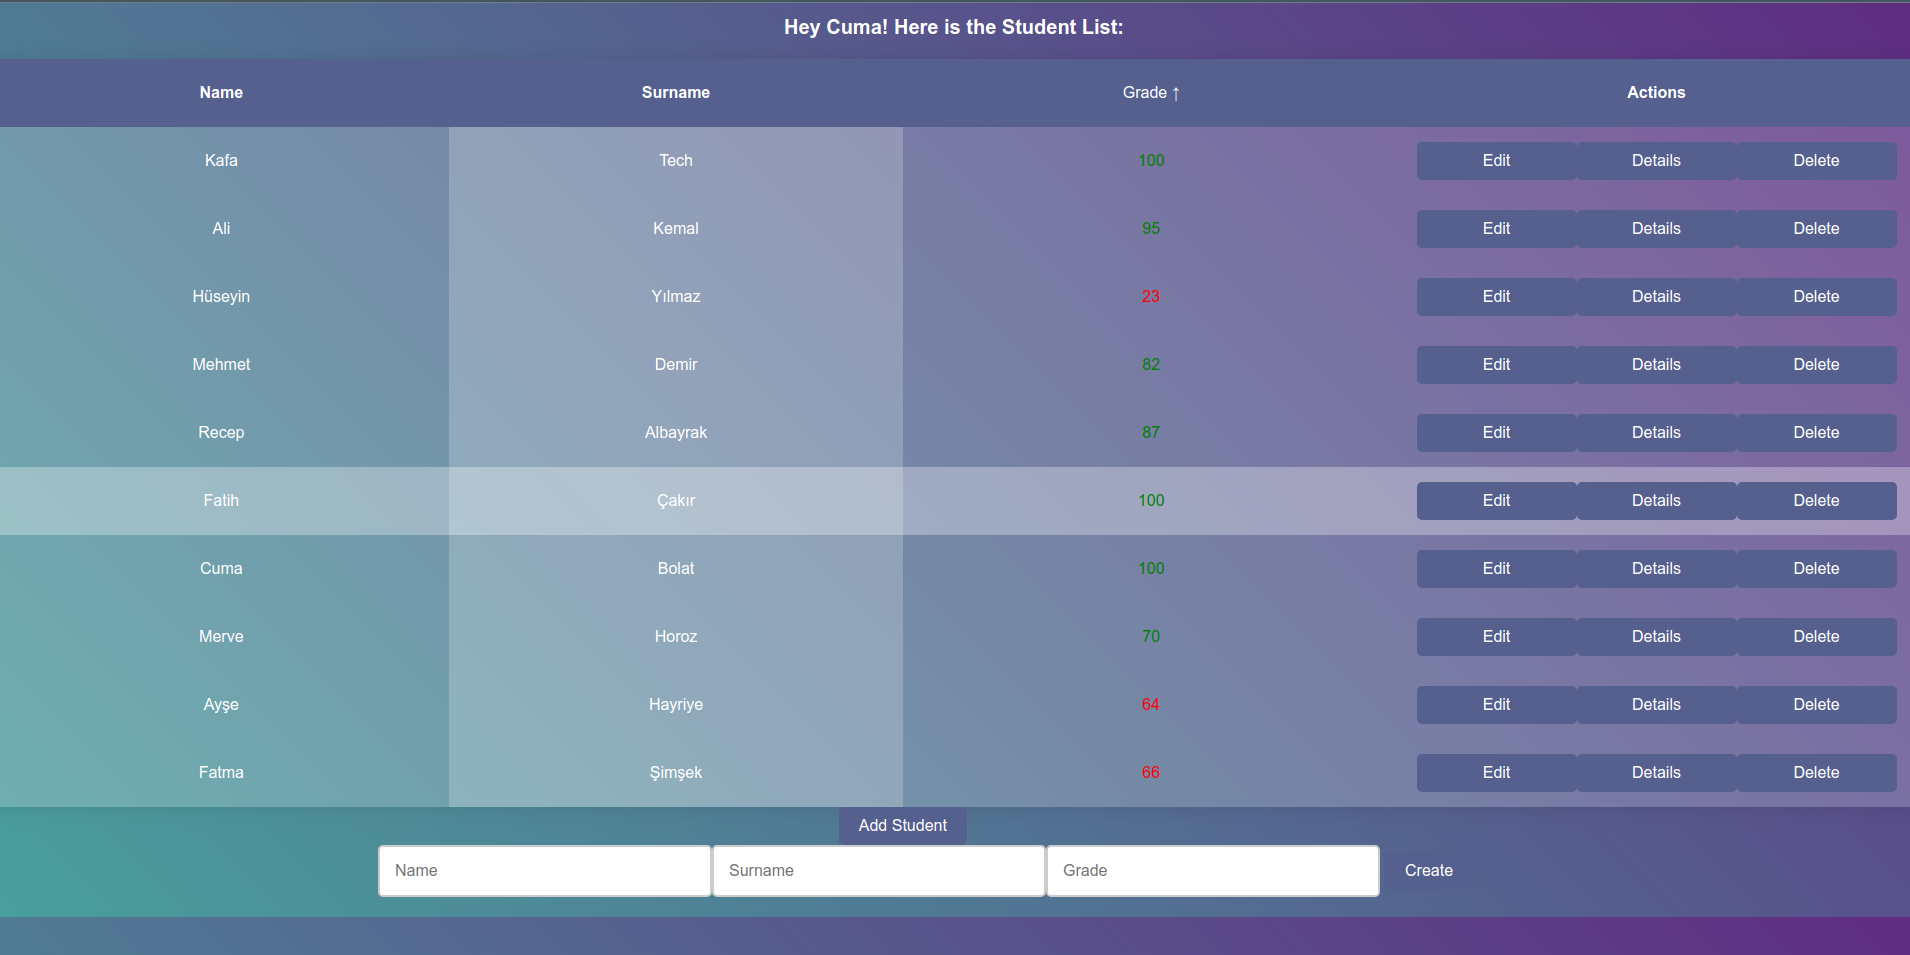 Hey Cuma! Here is the Student List:
Name Surname Grade ↑ Actions
Kafa Tech 100 Edit Details Delete
Ali Kemal 95 Edit Details Delete
Hüseyin Yılmaz 23 Edit Details Delete
Mehmet Demir 82 Edit Details Delete
Recep Albayrak 87 Edit Details Delete
Fatih Çakır 100 Edit Details Delete
Cuma Bolat 100 Edit Details Delete
Merve Horoz 70 Edit Details Delete
Ayşe Hayriye 64 Edit Details Delete
Fatma Şimşek 66 Edit Details Delete
Add Student
Name Surname Grade Create